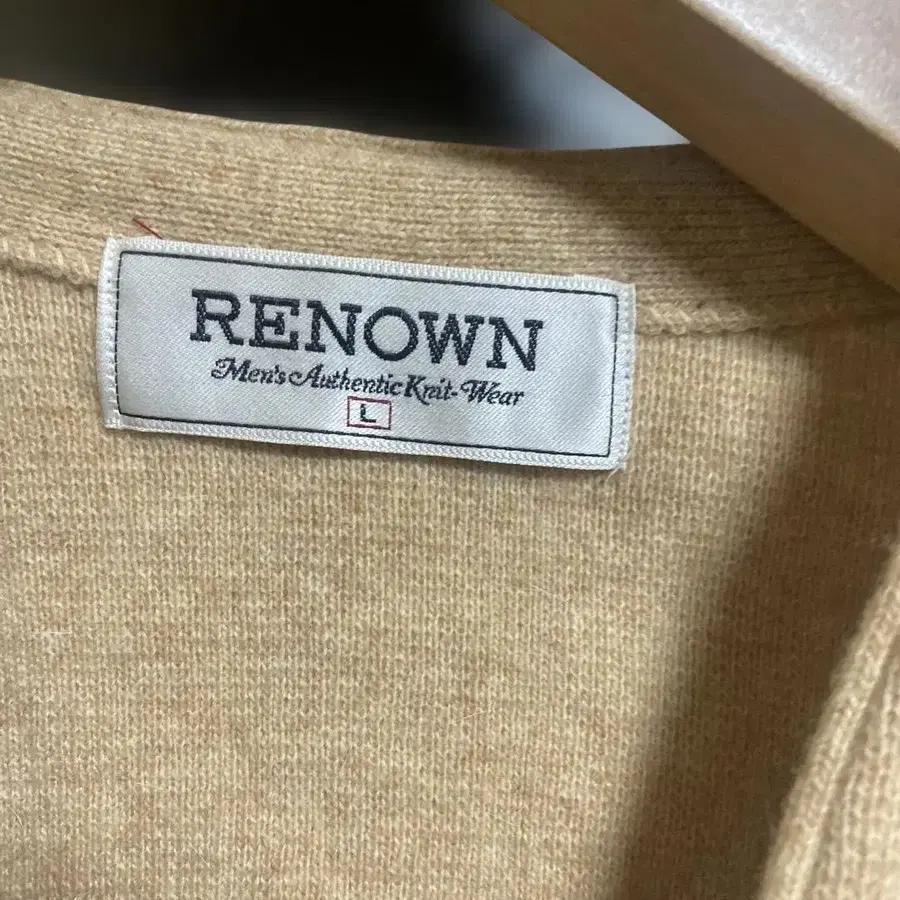 RENOWN
Men's Authentic Knit-Wear
L